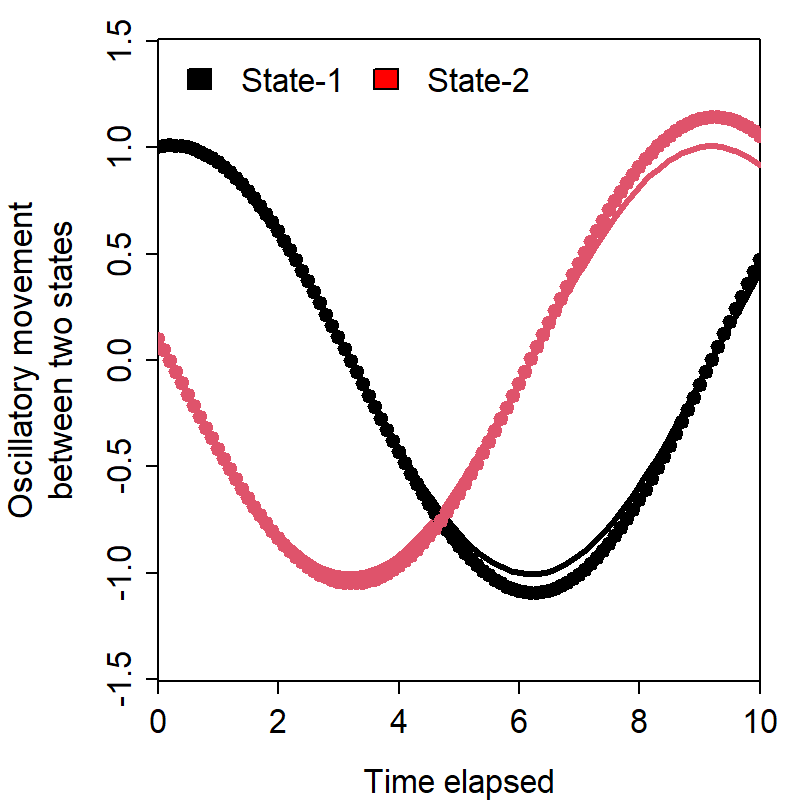 State-1 State-2
1.5
1.0
0.5
0.0
-0.5
-1.0
-1.5
Oscillatory movement
between two states
0 2 4 6 8 10
Time elapsed